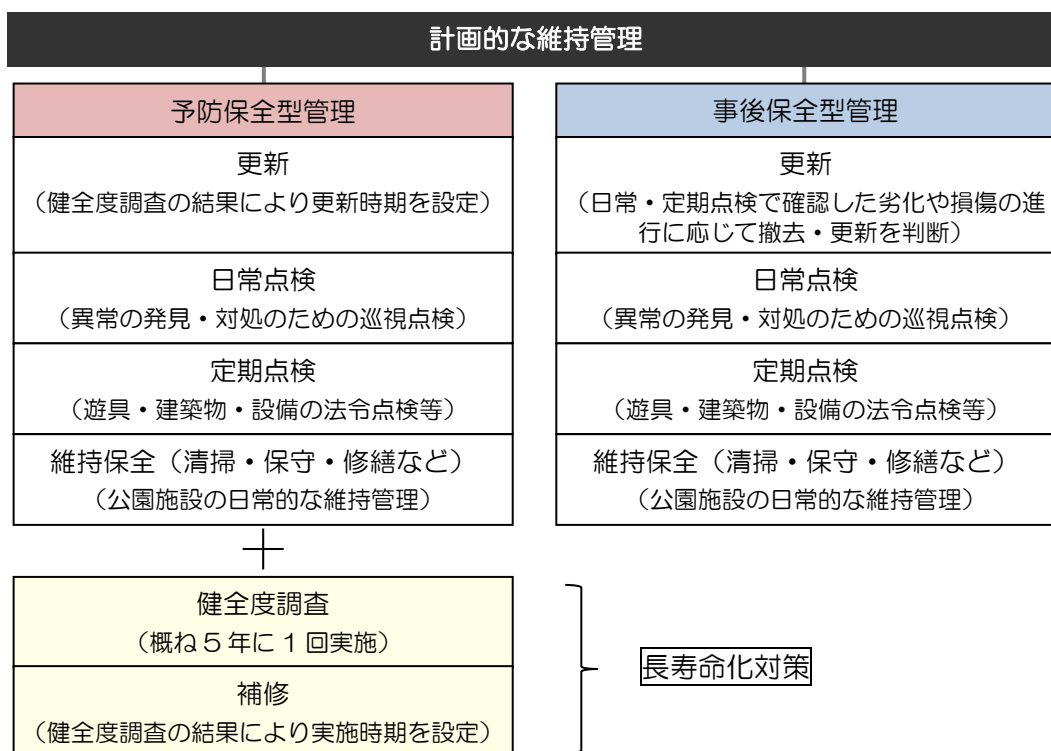 計画的な維持管理
予防保全型管理
更新
（健全度調査の結果により更新時期を設定）
日常点検
（異常の発見・対処のための巡視点検）
定期点検
（遊具・建築物・設備の法令点検等）
維持保全（清掃・保守・修繕など）
（公園施設の日常的な維持管理）
＋
健全度調査
（概ね５年に１回実施）
補修
（健全度調査の結果により実施時期を設定）
事後保全型管理
更新
（日常・定期点検で確認した劣化や損傷の進
行に応じて撤去・更新を判断）
日常点検
（異常の発見・対処のための巡視点検）
定期点検
（遊具・建築物・設備の法令点検等）
維持保全（清掃・保守・修繕など）
（公園施設の日常的な維持管理）
長寿命化対策